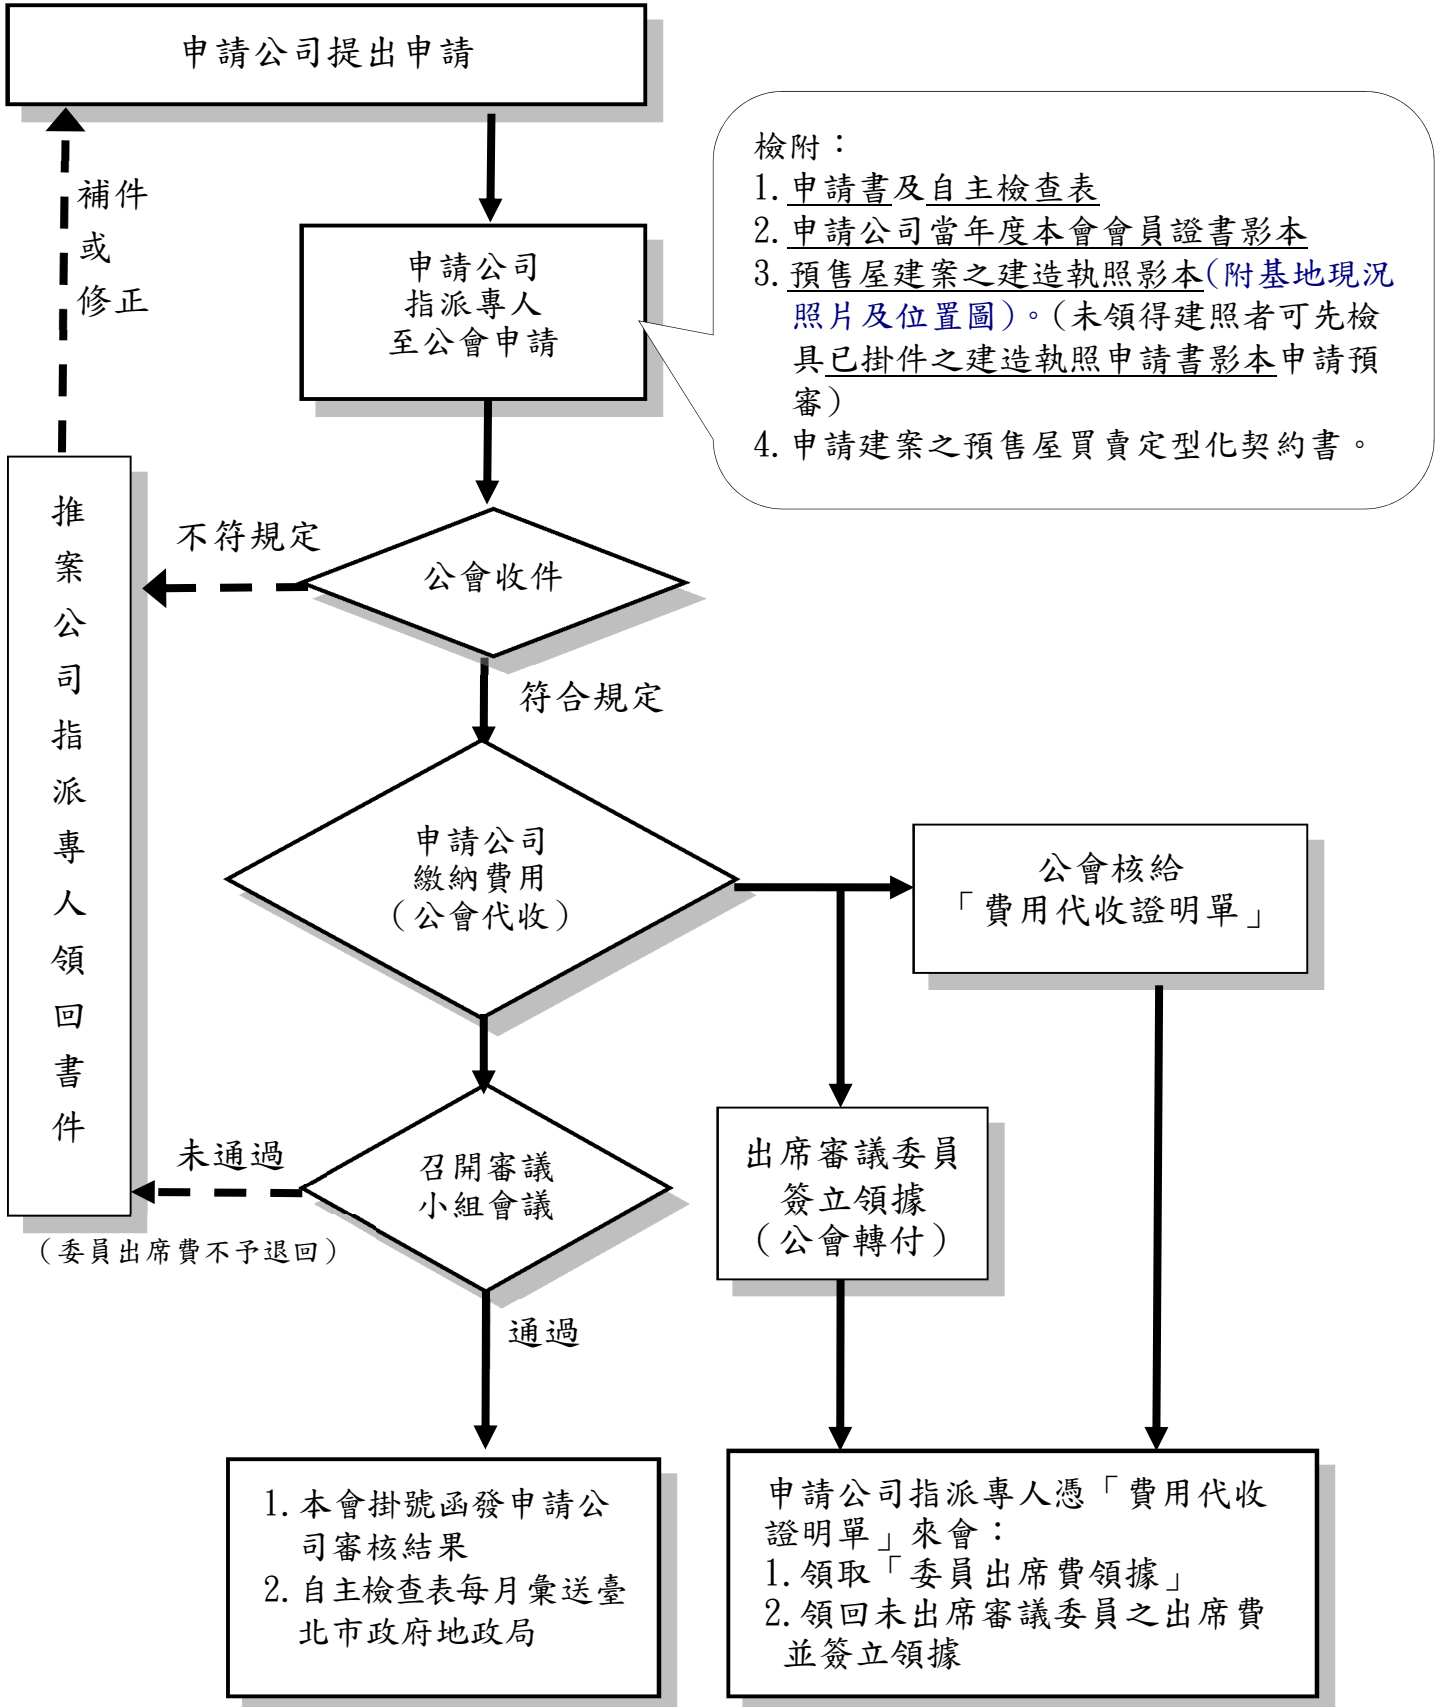 申請公司提出申請
補件
或
修正
申請公司
指派專人
至公會申請
檢附：
1.申請書及自主檢查表
2.申請公司當年度本會會員證書影本
3.預售屋建案之建造執照影本(附基地現況
照片及位置圖)。(未領得建照者可先檢
具已掛件之建造執照申請書影本申請預
審)
4.申請建案之預售屋買賣定型化契約書。
推案公司指派專人領回書件
不符規定
公會收件
符合規定
申請公司
繳納費用
(公會代收)
公會核給
「費用代收證明單」
未通過
召開審議
小組會議
(委員出席費不予退回)
出席審議委員
簽立領據
(公會轉付)
通過
1.本會掛號函發申請公
司審核結果
2.自主檢查表每月彙送臺
北市政府地政局
申請公司指派專人憑「費用代收
證明單」來會：
1.領取「委員出席費領據」
2.領回未出席審議委員之出席費
並簽立領據